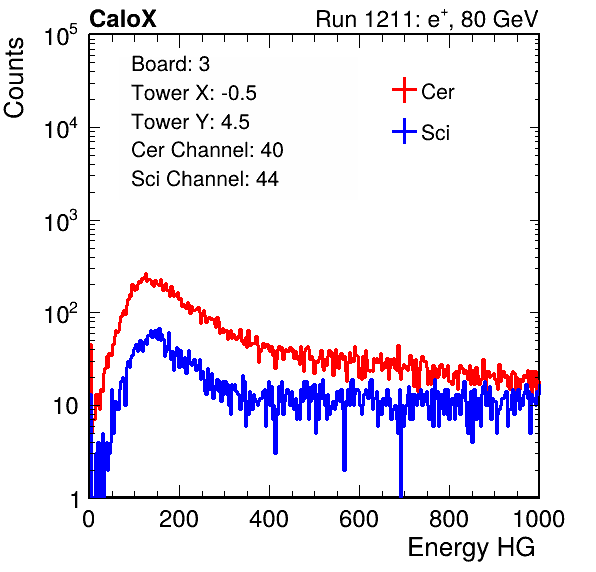 CaloX Run 1211: e⁺, 80 GeV
Counts
Board: 3
Tower X: -0.5
Tower Y: 4.5
Cer Channel: 40
Sci Channel: 44
Cer
Sci
10⁵
10⁴
10³
10²
10
1
0 200 400 600 800 1000
Energy HG